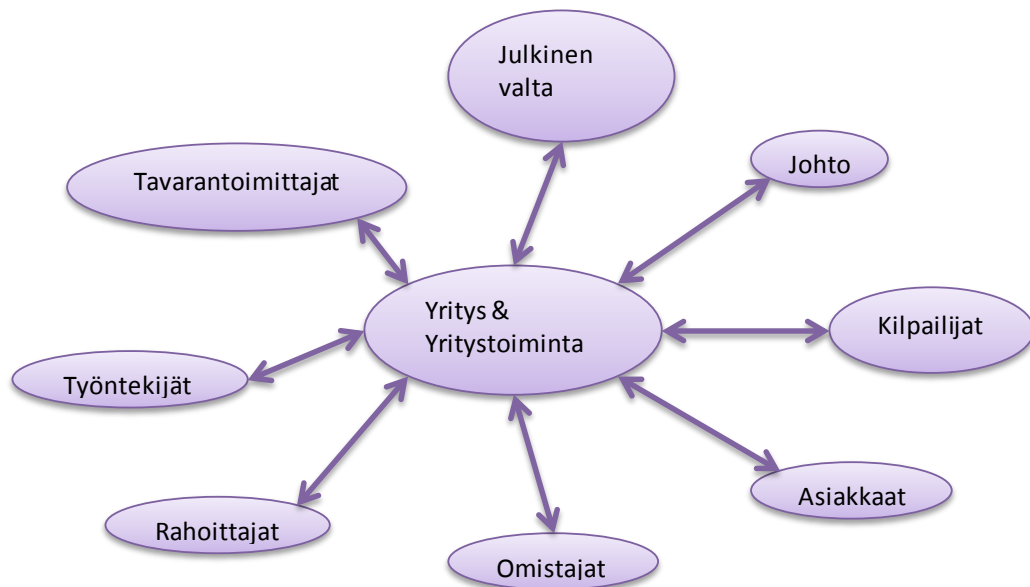 Julkinen
valta
Johto
Tavarantoimittajat
Yritys &
Yritystoiminta
Kilpailijat
Työntekijät
Asiakkaat
Rahoittajat
Omistajat